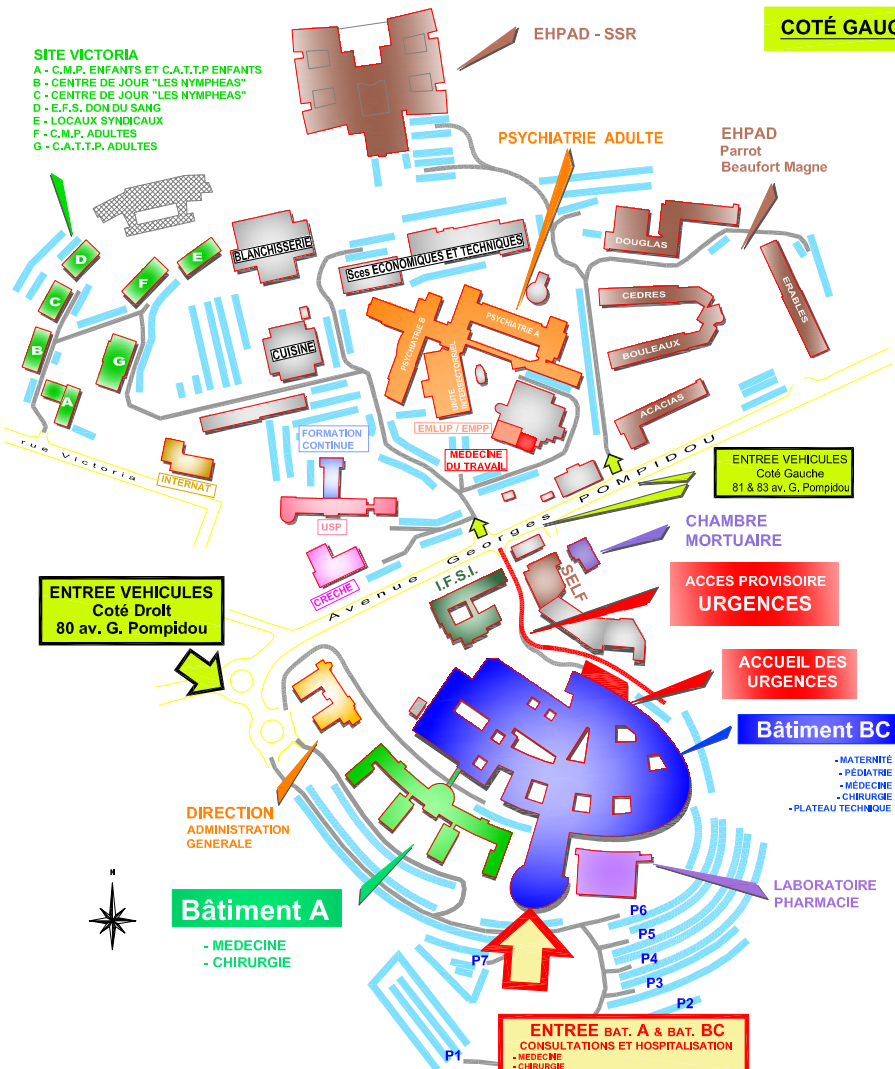 COTÉ GAUC
EHPAD - SSR
SITE VICTORIA
A - C.M.P. ENFANTS ET C.A.T.T.P ENFANTS
B - CENTRE DE JOUR "LES NYMPHEAS"
C - CENTRE DE JOUR "LES NYMPHEAS"
D - E.F.S. DON DU SANG
E - LOCAUX SYNDICAUX
F - C.M.P. ADULTES
G - C.A.T.T.P. ADULTES
PSYCHIATRIE ADULTE
EHPAD
Parrot
Beaufort Magne
BLANCHISSERIE
Sces ECONOMIQUES ET TECHNIQUES
DOUGLAS
D
E
F
C
B
G
A
CEDRES
ERABLES
BOULEAUX
ACACIAS
PSYCHIATRIE B
PSYCHIATRIE A
UNITE
INTERSECTORIEL
CUISINE
FORMATION
CONTINUE
EMLUP / EMPP
MEDECINE
DU TRAVAIL
rue Victoria
INTERNAT
USP
CRECHE
Avenue Georges POMPIDOU
ENTREE VEHICULES
Coté Gauche
81 & 83 av. G. Pompidou
CHAMBRE
MORTUAIRE
I.F.S.I.
SELF
ENTREE VEHICULES
Coté Droit
80 av. G. Pompidou
ACCES PROVISOIRE
URGENCES
ACCUEIL DES
URGENCES
Bâtiment BC
- MATERNITÉ
- PÉDIATRIE
- MÉDECINE
- CHIRURGIE
- PLATEAU TECHNIQUE
DIRECTION
ADMINISTRATION
GENERALE
Bâtiment A
- MEDECINE
- CHIRURGIE
LABORATOIRE
PHARMACIE
N
P6
P5
P4
P3
P2
P7
P1
ENTREE BAT. A & BAT. BC
CONSULTATIONS ET HOSPITALISATION
- MEDECINE
- CHIRURGIE